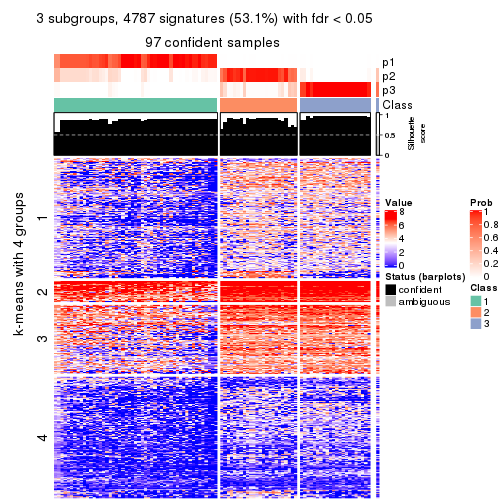 3 subgroups, 4787 signatures (53.1%) with fdr < 0.05
97 confident samples
p1
p2
p3
Class
1
0.5
0
Silhouette
score
k-means with 4 groups
1
2
3
4
Value
8
6
4
2
0
Status (barplots)
confident
ambiguous
Prob
1
0.8
0.6
0.4
0.2
0
Class
1
2
3